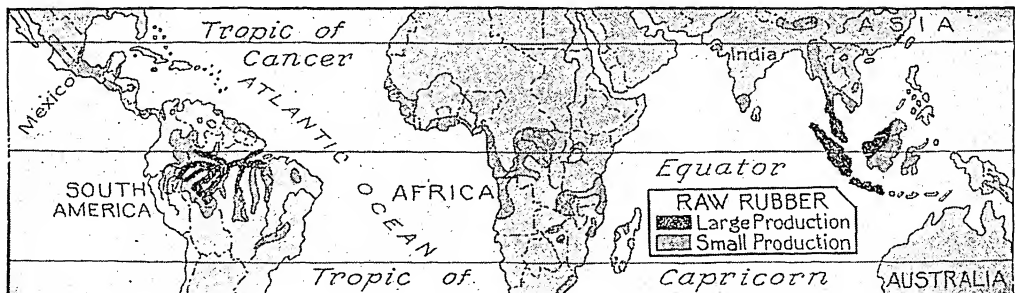 Tropic of
Cancer
ASIA
India
Mexico
ATLANTIC
OCEAN
SOUTH
AMERICA
AFRICA
Equator
RAW RUBBER
Large Production
Small Production
Tropic of
Capricorn
AUSTRALIA